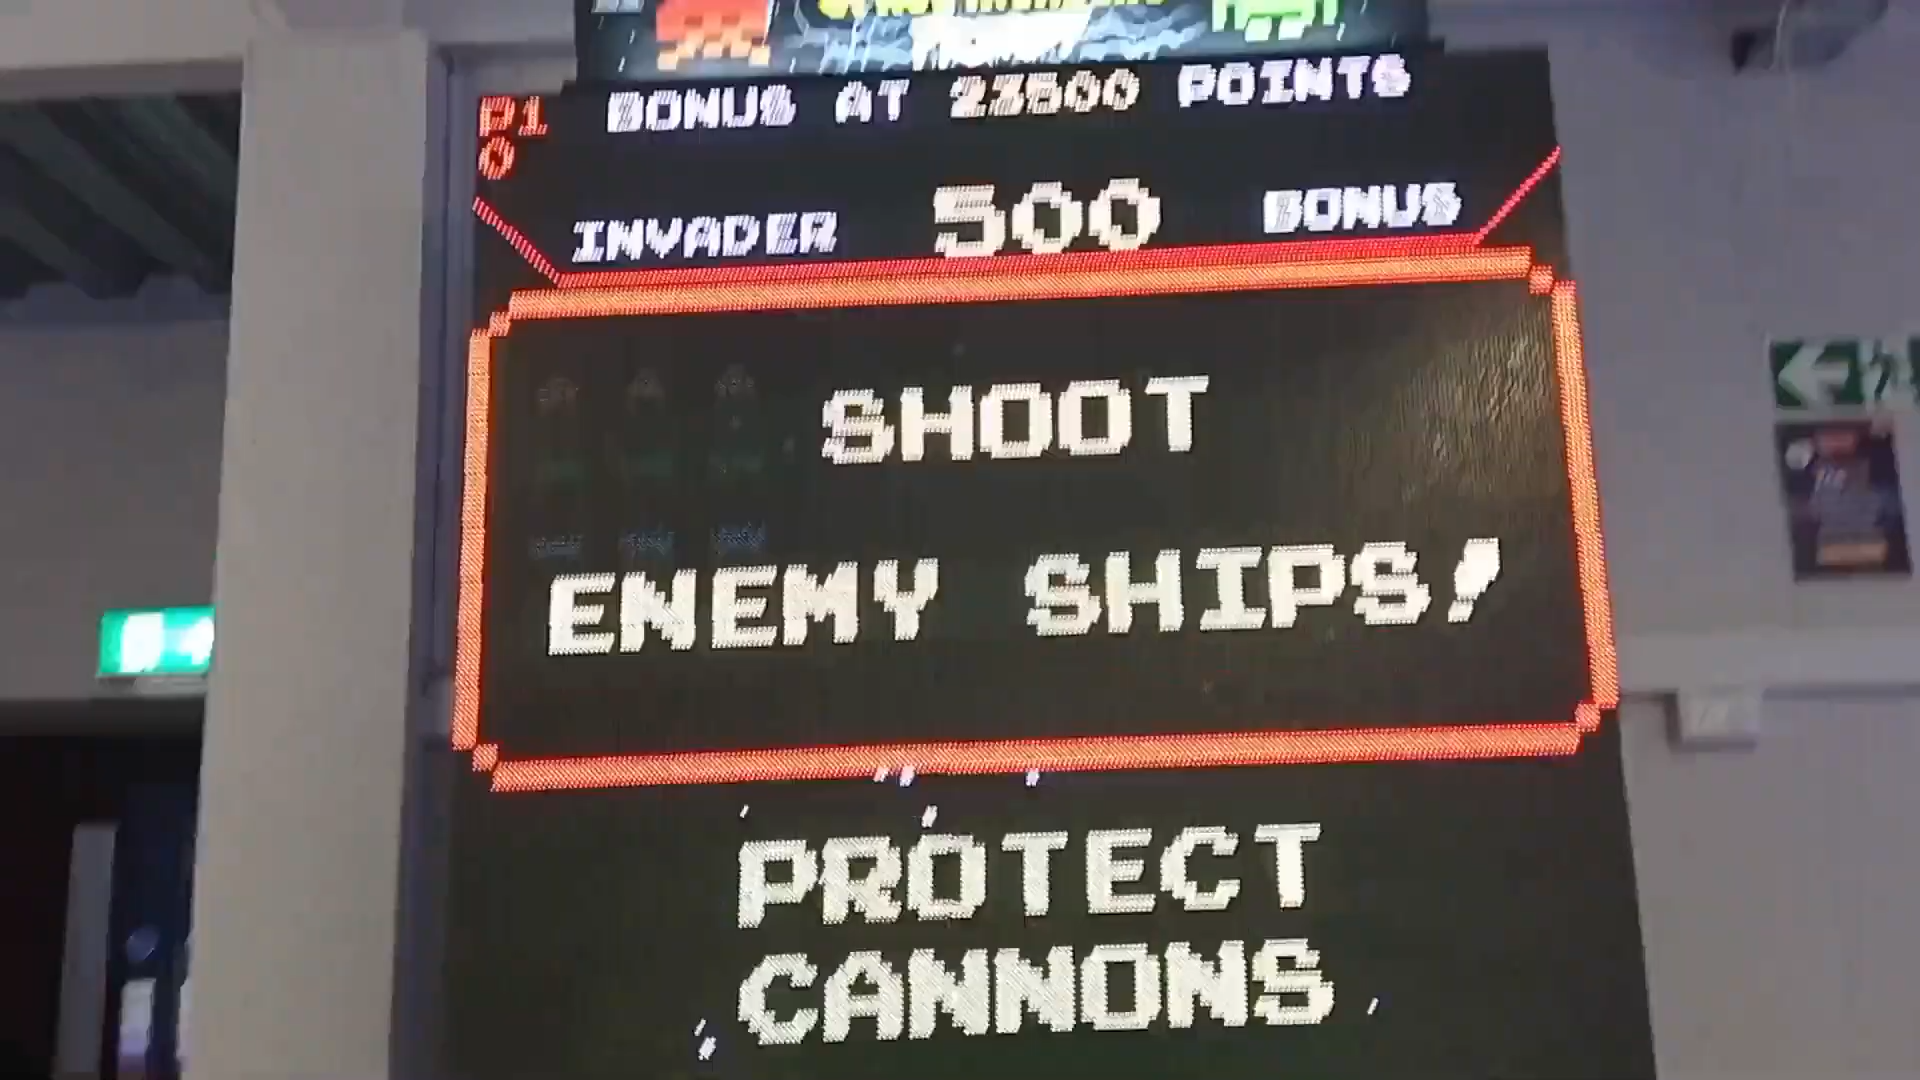 P1 BONUS AT 23500 POINTS
0
INVADER 500 BONUS
SHOOT
ENEMY SHIPS!
PROTECT
CANNONS